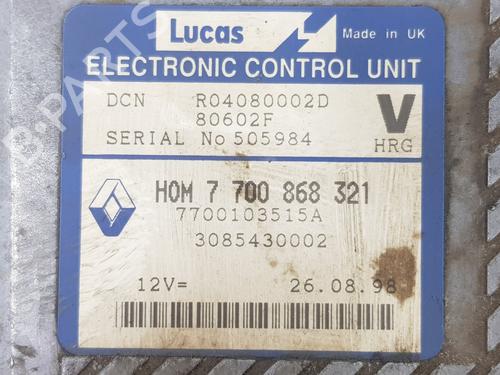 Lucas Made in UK
ELECTRONIC CONTROL UNIT
DCN R04080002D V
80602F
SERIAL No 505984 HRG
HOM 7 700 868 321
7700103515A
3085430002
12V= 26.08.98
B-PARTS